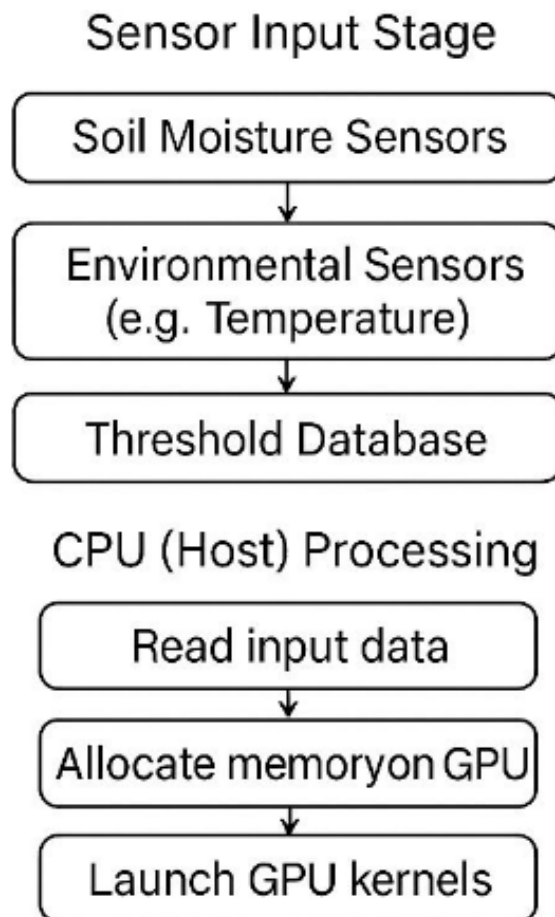 Sensor Input Stage
Soil Moisture Sensors
Environmental Sensors
(e.g. Temperature)
Threshold Database
CPU (Host) Processing
Read input data
Allocate memoryon GPU
Launch GPU kernels